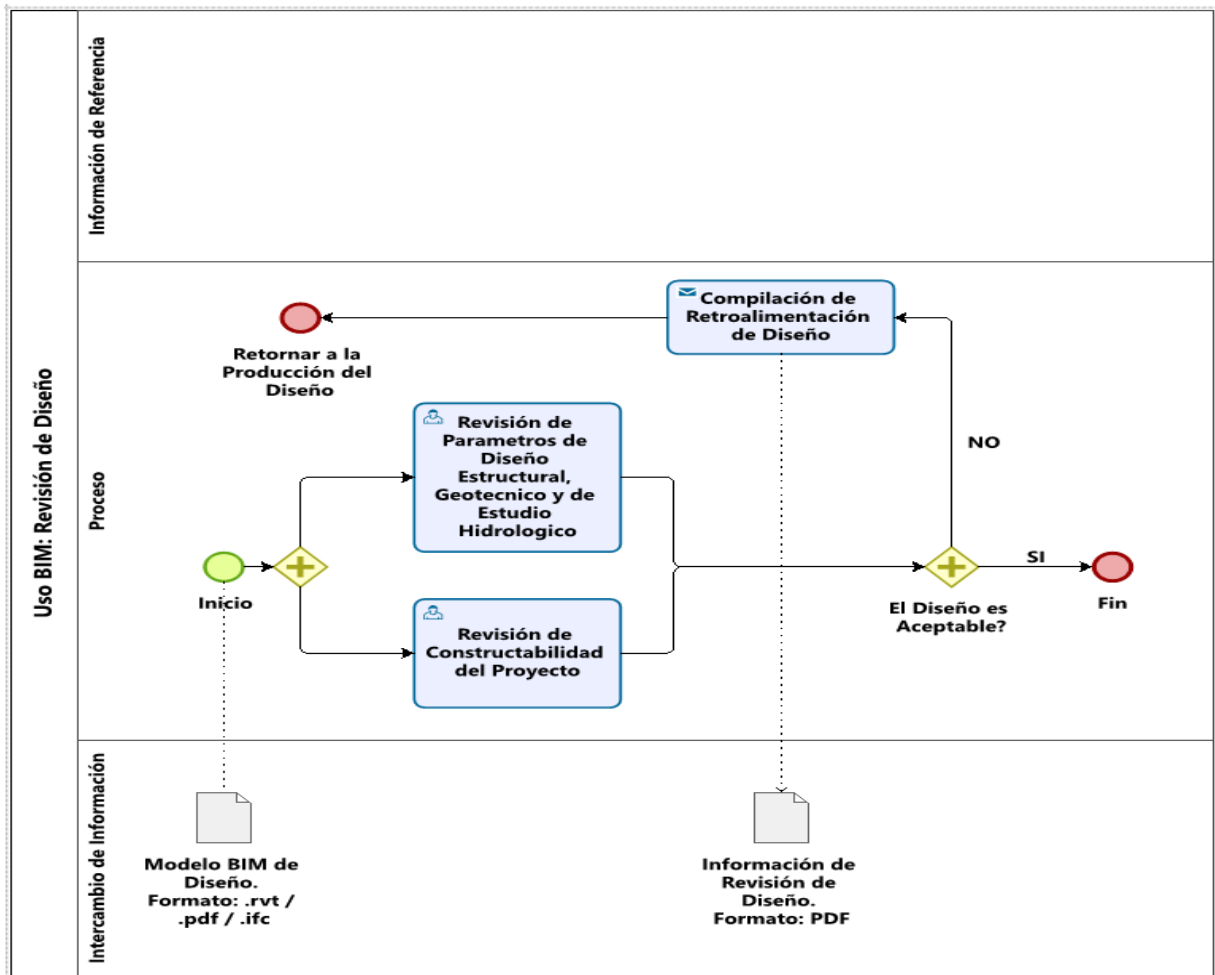 Uso BIM: Revisión de Diseño
Información de Referencia
Proceso
Compilación de
Retroalimentación
de Diseño
Retornar a la
Producción del
Diseño
Revisión de
Parametros de
Diseño
Estructural,
Geotecnico y de
Estudio
Hidrologico
NO
Inicio
SI
El Diseño es
Aceptable?
Fin
Revisión de
Constructabilidad
del Proyecto
Intercambio de Información
Modelo BIM de
Diseño.
Formato: .rvt /
.pdf / .ifc
Información de
Revisión de
Diseño.
Formato: PDF